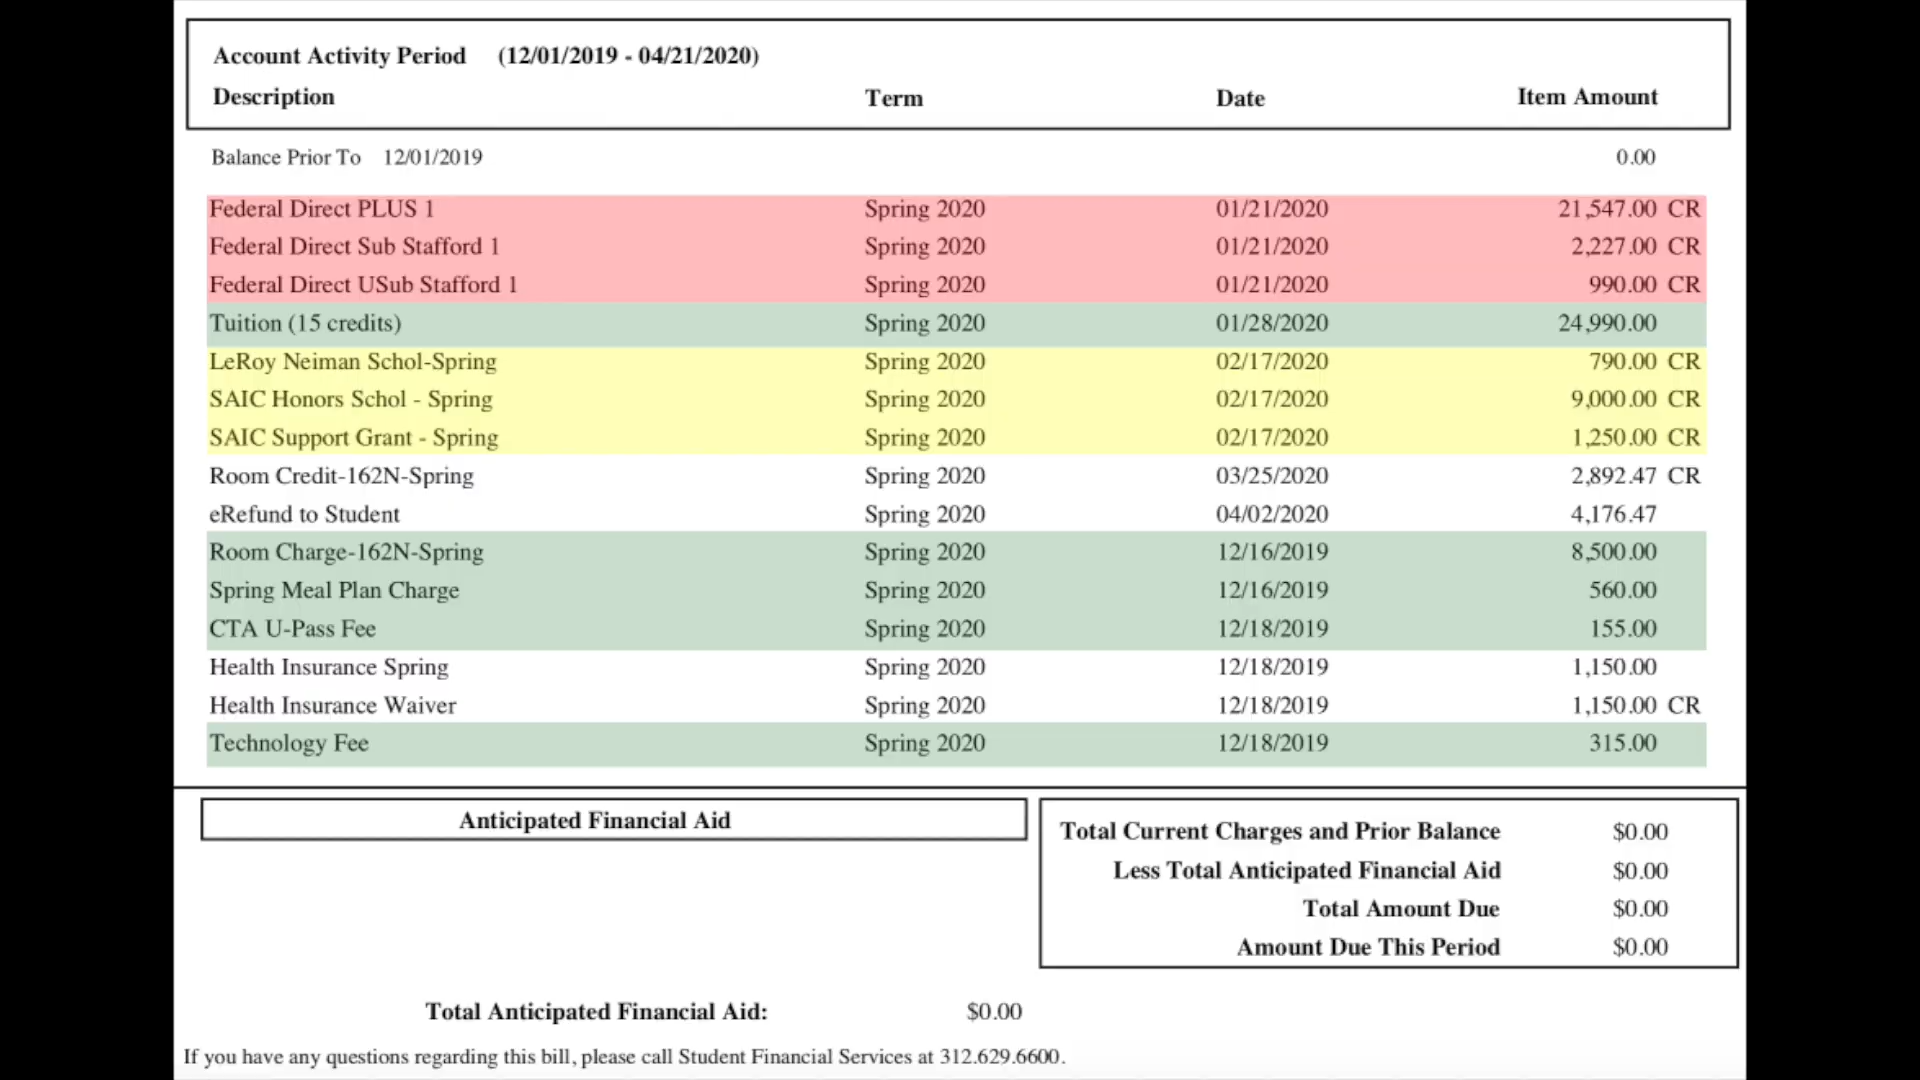 Account Activity Period (12/01/2019 - 04/21/2020)
Description Term Date Item Amount
Balance Prior To 12/01/2019 0.00
Federal Direct PLUS 1 Spring 2020 01/21/2020 21,547.00 CR
Federal Direct Sub Stafford 1 Spring 2020 01/21/2020 2,227.00 CR
Federal Direct USub Stafford 1 Spring 2020 01/21/2020 990.00 CR
Tuition (15 credits) Spring 2020 01/28/2020 24,990.00
LeRoy Neiman Schol-Spring Spring 2020 02/17/2020 790.00 CR
SAIC Honors Schol - Spring Spring 2020 02/17/2020 9,000.00 CR
SAIC Support Grant - Spring Spring 2020 02/17/2020 1,250.00 CR
Room Credit-162N-Spring Spring 2020 03/25/2020 2,892.47 CR
eRefund to Student Spring 2020 04/02/2020 4,176.47
Room Charge-162N-Spring Spring 2020 12/16/2019 8,500.00
Spring Meal Plan Charge Spring 2020 12/16/2019 560.00
CTA U-Pass Fee Spring 2020 12/18/2019 155.00
Health Insurance Spring Spring 2020 12/18/2019 1,150.00
Health Insurance Waiver Spring 2020 12/18/2019 1,150.00 CR
Technology Fee Spring 2020 12/18/2019 315.00
Anticipated Financial Aid
Total Current Charges and Prior Balance $0.00
Less Total Anticipated Financial Aid $0.00
Total Amount Due $0.00
Amount Due This Period $0.00
Total Anticipated Financial Aid: $0.00
If you have any questions regarding this bill, please call Student Financial Services at 312.629.6600.